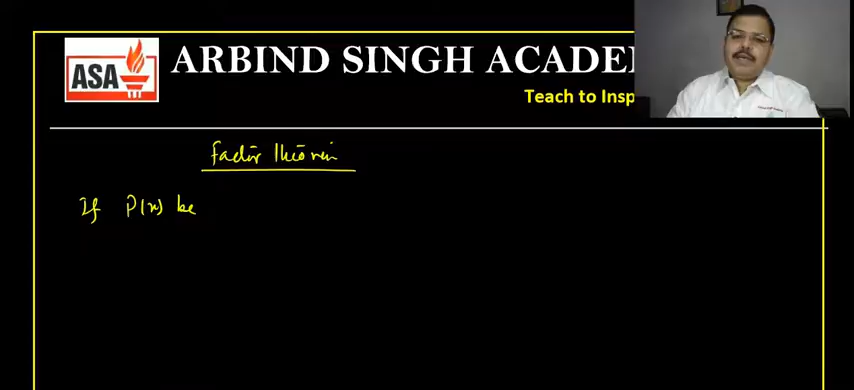 ASA
ARBIND SINGH ACADE
Teach to Insp
Factor Theorem
If P(x) be